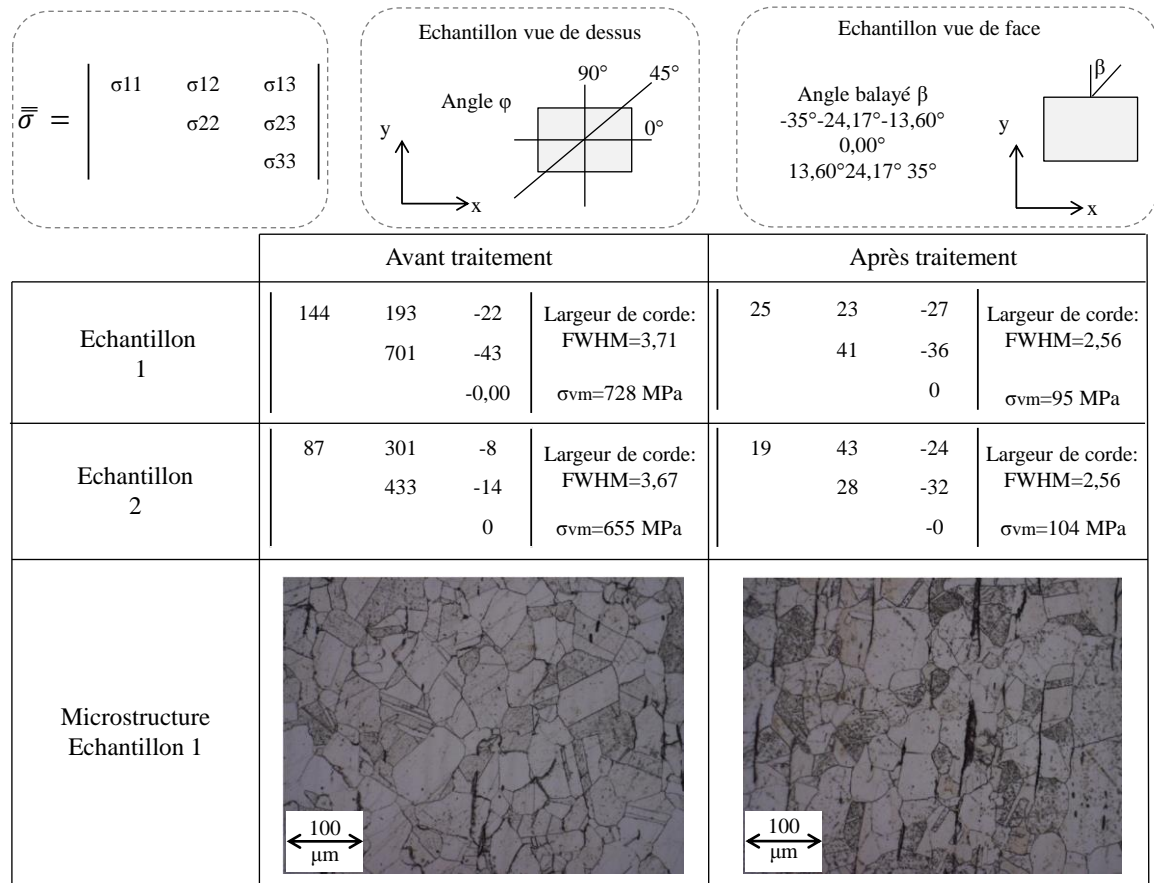 σ̿ =
σ11 σ12 σ13
σ22 σ23
σ33
Echantillon vue de dessus
90° 45°
Angle φ
0°
y
x
Echantillon vue de face
β
Angle balayé β
-35°-24,17°-13,60°
0,00°
13,60°24,17° 35°
y
x
Avant traitement Après traitement
Echantillon
1
144 193 -22
701 -43
-0,00
Largeur de corde:
FWHM=3,71
σvm=728 MPa
25 23 -27
41 -36
0
Largeur de corde:
FWHM=2,56
σvm=95 MPa
Echantillon
2
87 301 -8
433 -14
0
Largeur de corde:
FWHM=3,67
σvm=655 MPa
19 43 -24
28 -32
-0
Largeur de corde:
FWHM=2,56
σvm=104 MPa
Microstructure
Echantillon 1
100
μm
100
μm